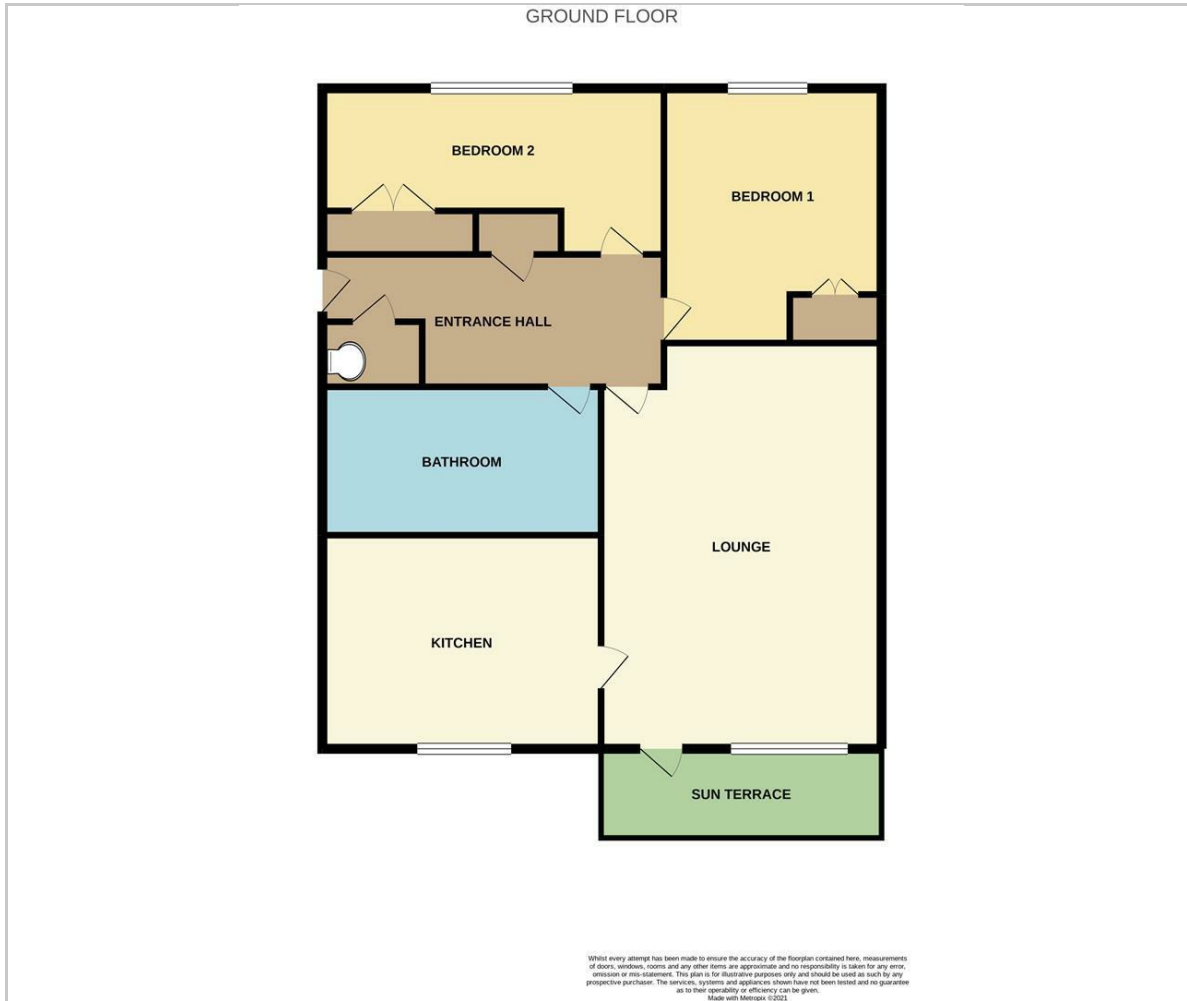 GROUND FLOOR
BEDROOM 2
BEDROOM 1
ENTRANCE HALL
BATHROOM
LOUNGE
KITCHEN
SUN TERRACE
Whilst every attempt has been made to ensure the accuracy of the floorplan contained here, measurements
of doors, windows, rooms and any other items are approximate and no responsibility is taken for any error,
omission or mis-statement. This plan is for illustrative purposes only and should be used as such by any
prospective purchaser. The services, systems and appliances shown have not been tested and no guarantee
as to their operability or efficiency can be given.
Made with Metropix ©2021